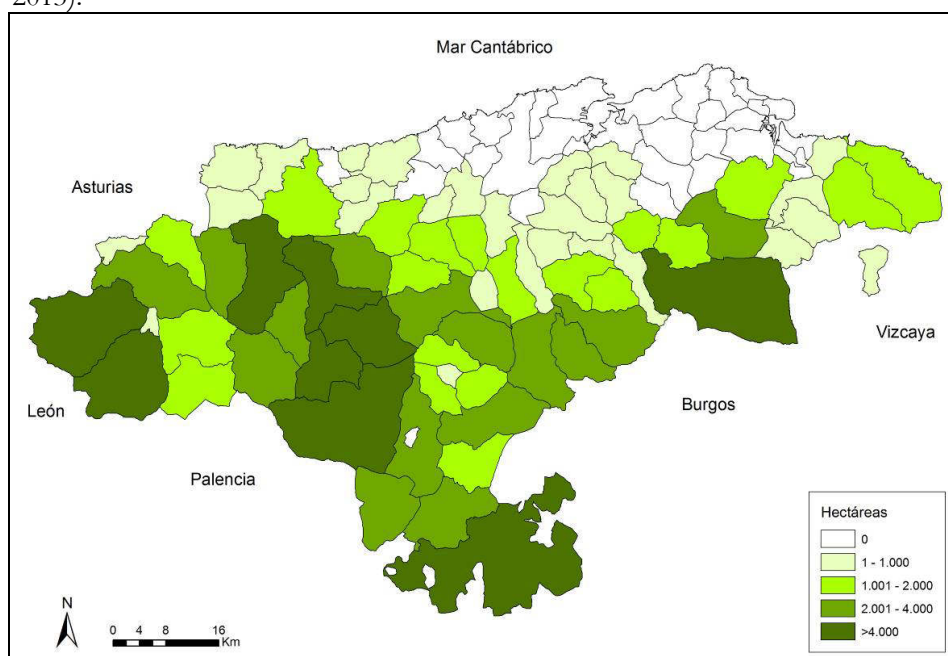 2015).
Mar Cantábrico
Asturias
Vizcaya
León
Burgos
Palencia
Hectáreas
0
1 - 1.000
1.001 - 2.000
2.001 - 4.000
>4.000
N
0 4 8 16
Km